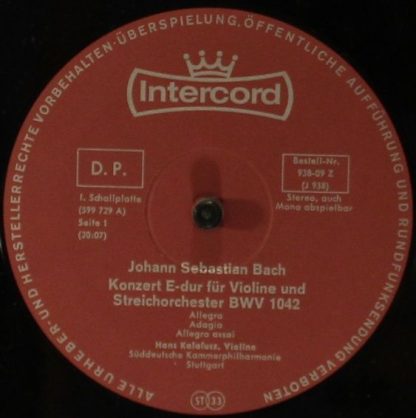 ALLE URHEBER- UND HERSTELLERRECHTE VORBEHALTEN · ÜBERSPIELUNG, ÖFFENTLICHE AUFFÜHRUNG UND RUNDFUNKSENDUNG VERBOTEN
Intercord
D. P.
1. Schallplatte
(599 729 A)
Seite 1
(20:07)
Bestell-Nr.
938-09 Z
(J 938)
Stereo, auch
Mono abspielbar
Johann Sebastian Bach
Konzert E-dur für Violine und
Streichorchester BWV 1042
Allegro
Adagio
Allegro assai
Hans Kalafusz, Violine
Süddeutsche Kammerphilharmonie
Stuttgart
ST 33